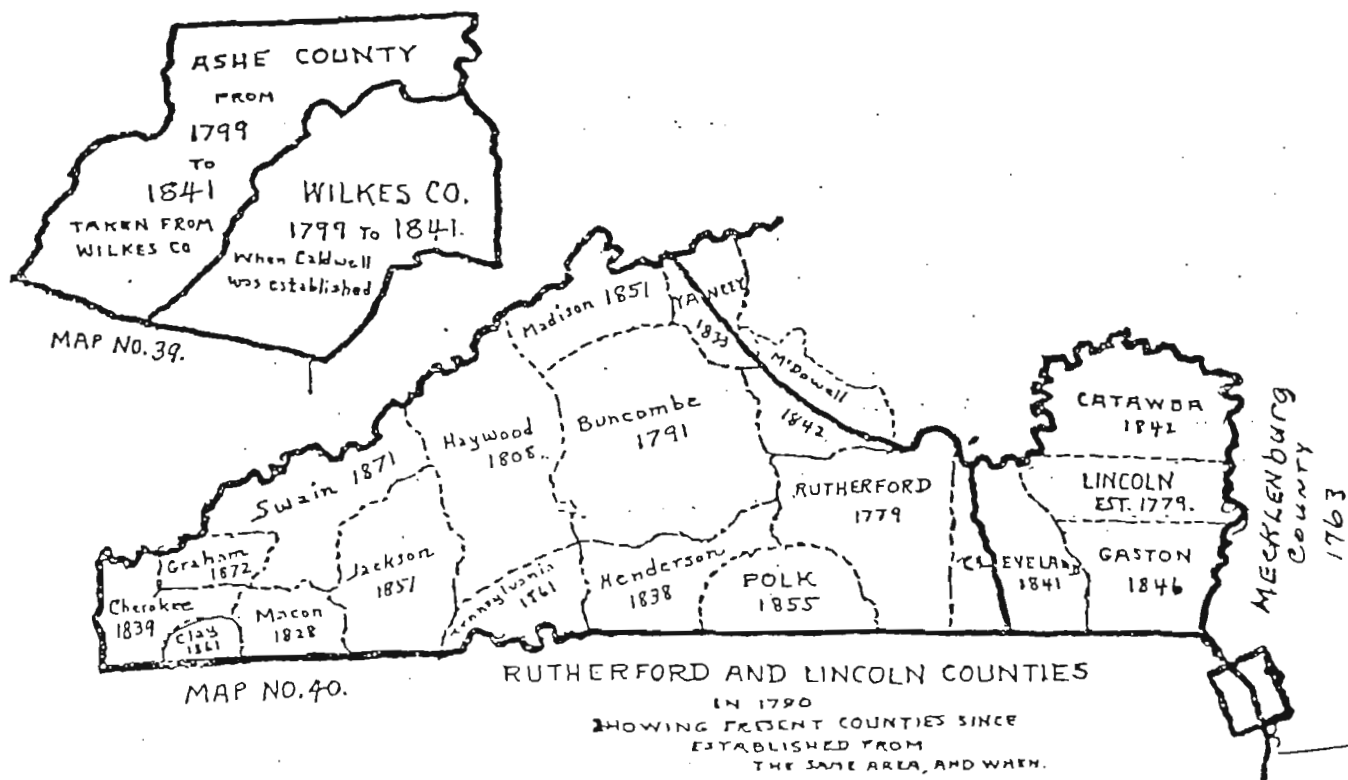 ASHE COUNTY
FROM
1799
TO
1841
TAKEN FROM
WILKES CO
WILKES CO.
1799 TO 1841.
When Caldwell
was established
MAP NO. 39.
Madison 1851
YANCEY
1833
McDowell
1842
Buncombe
1791
Haywood
1808
Swain 1871
Graham
1872
Cherokee
1839
Clay
1861
Macon
1828
Jackson
1851
Transylvania
1861
Henderson
1838
POLK
1855
RUTHERFORD
1779
CLEVELAND
1841
CATAWBA
1842
LINCOLN
EST. 1779.
GASTON
1846
MECKLENburg
COUNTY
1763
MAP NO. 40.
RUTHERFORD AND LINCOLN COUNTIES
IN 1780
SHOWING PRESENT COUNTIES SINCE
ESTABLISHED FROM
THE SAME AREA, AND WHEN.